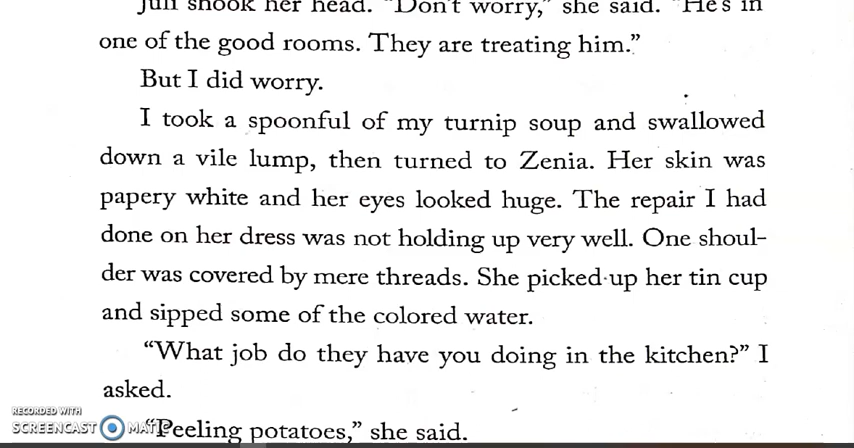 Juli shook her head. "Don't worry," she said. "He's in
one of the good rooms. They are treating him."
But I did worry.
I took a spoonful of my turnip soup and swallowed
down a vile lump, then turned to Zenia. Her skin was
papery white and her eyes looked huge. The repair I had
done on her dress was not holding up very well. One shoul-
der was covered by mere threads. She picked up her tin cup
and sipped some of the colored water.
"What job do they have you doing in the kitchen?" I
asked.
RECORDED WITH
SCREENCAST MATIC
"Peeling potatoes," she said.